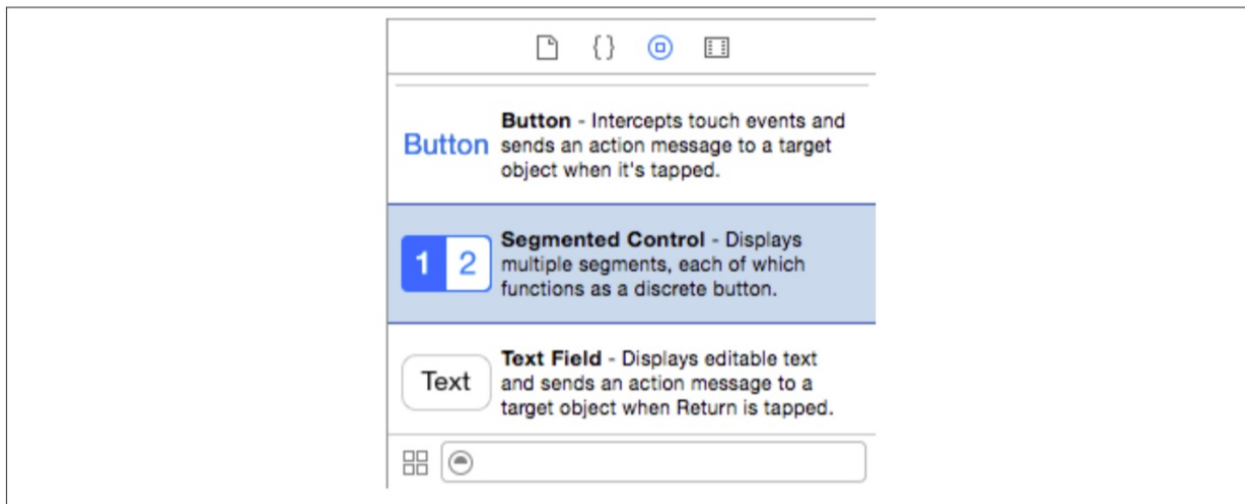 { }
Button
Button - Intercepts touch events and
sends an action message to a target
object when it's tapped.
1 2
Segmented Control - Displays
multiple segments, each of which
functions as a discrete button.
Text
Text Field - Displays editable text
and sends an action message to a
target object when Return is tapped.